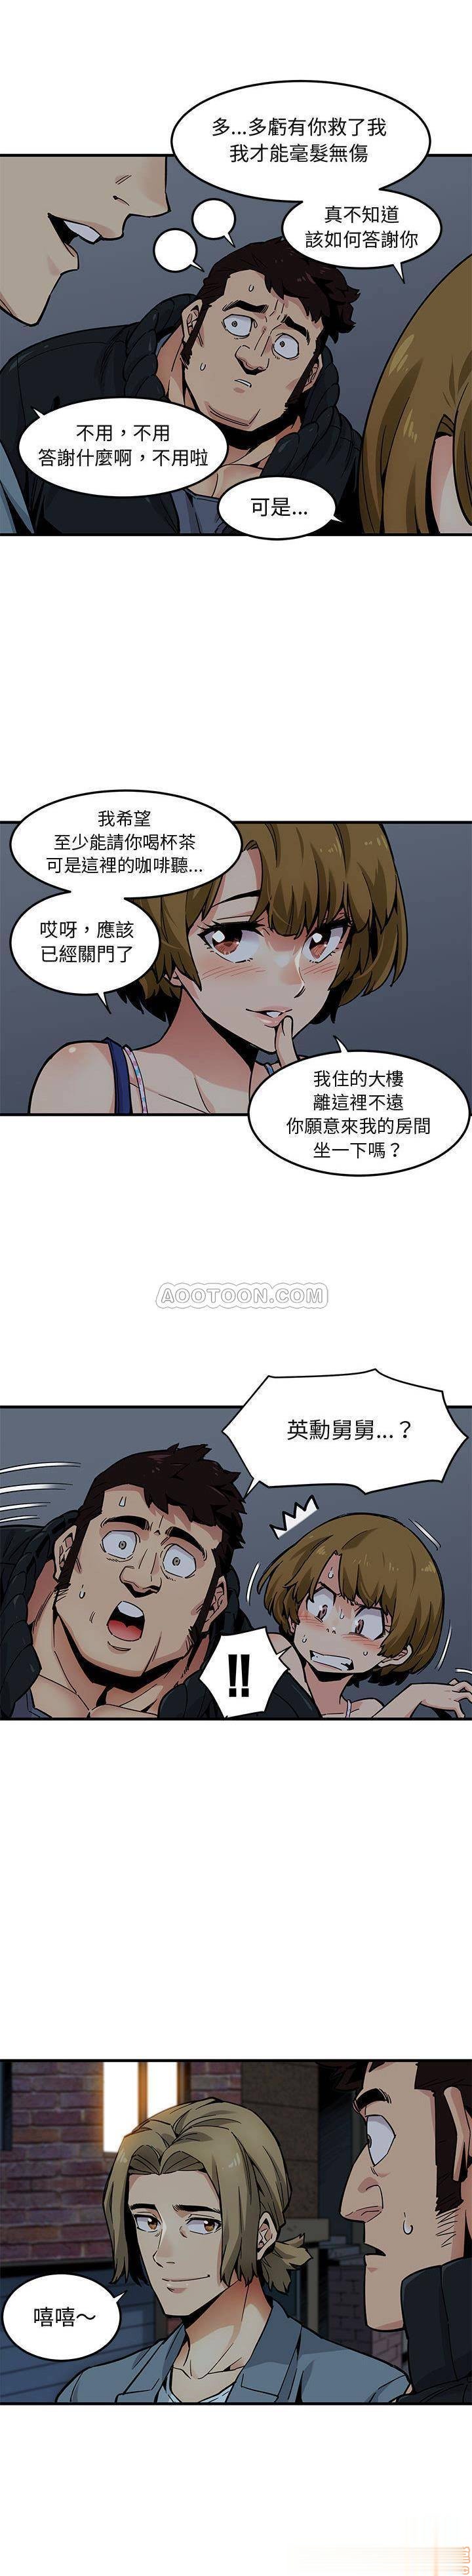 多...多虧有你救了我
我才能毫髮無傷
真不知道
該如何答謝你
不用，不用
答謝什麼啊，不用啦
可是...
我希望
至少能請你喝杯茶
可是這裡的咖啡聽...
哎呀，應該
已經關門了
我住的大樓
離這裡不遠
你願意來我的房間
坐一下嗎？
AOOTOON.COM
英勳舅舅...？
!!
嘻嘻～